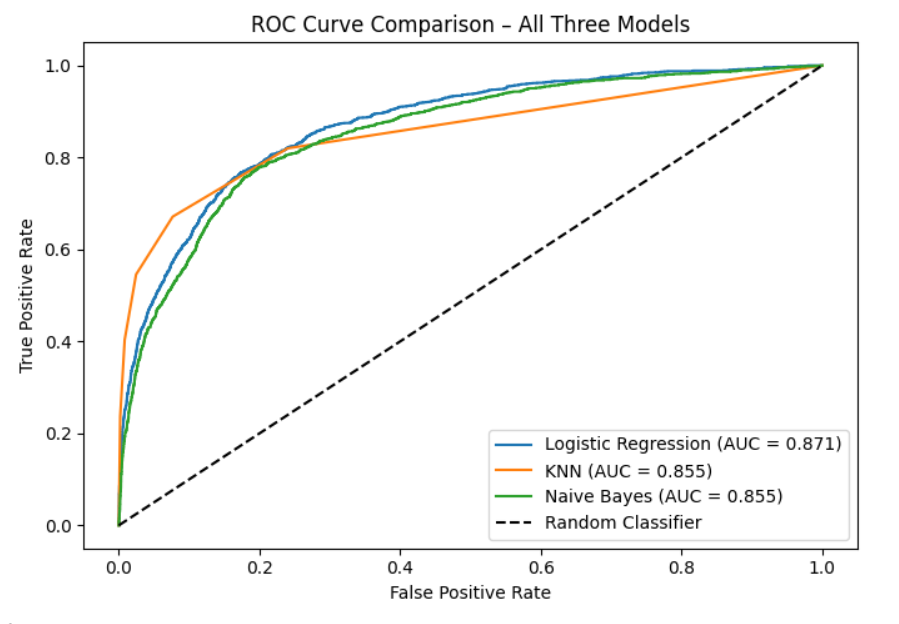 ROC Curve Comparison – All Three Models
1.0
0.8
0.6
0.4
0.2
0.0
True Positive Rate
Logistic Regression (AUC = 0.871)
KNN (AUC = 0.855)
Naive Bayes (AUC = 0.855)
Random Classifier
0.0 0.2 0.4 0.6 0.8 1.0
False Positive Rate